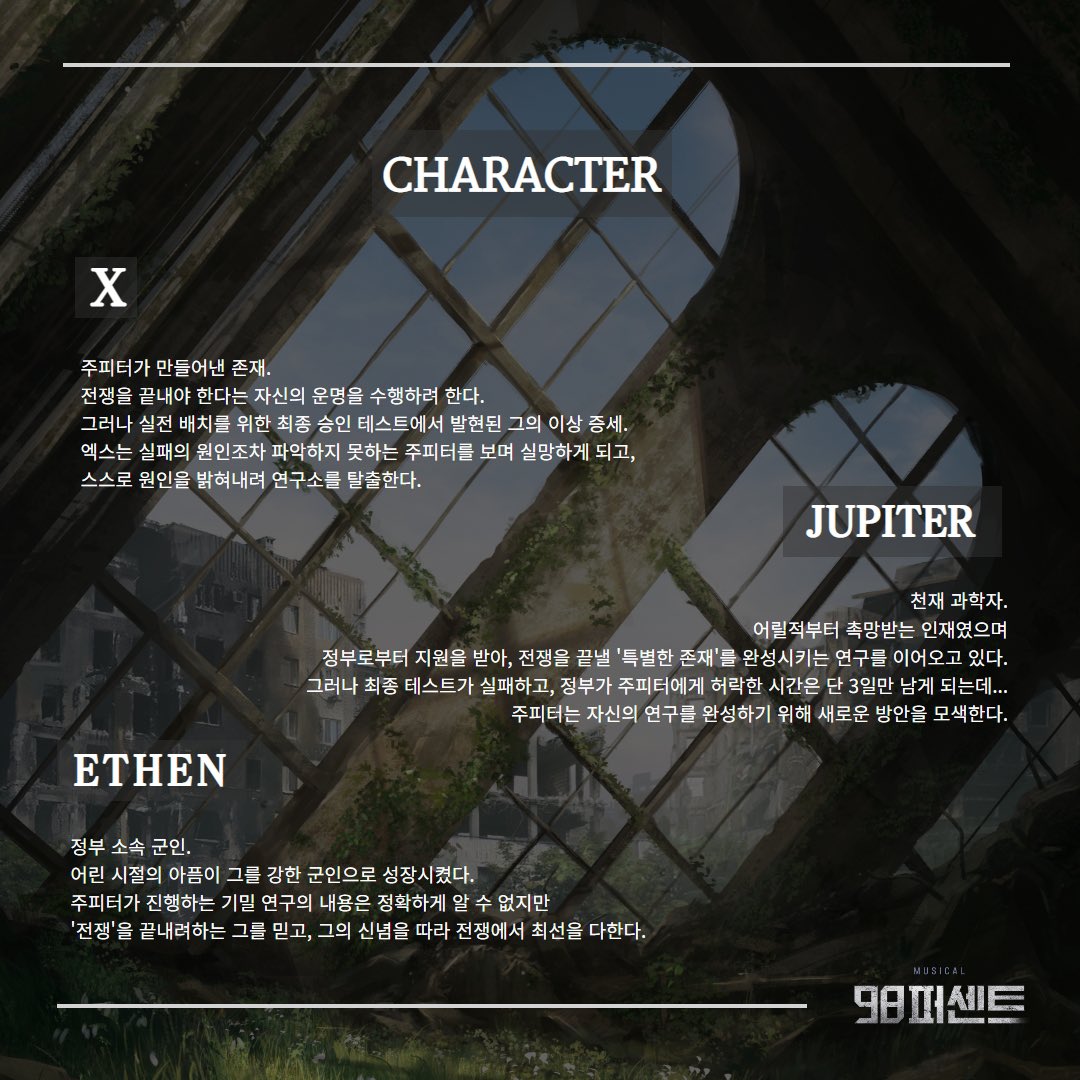 CHARACTER
X
주피터가 만들어낸 존재.
전쟁을 끝내야 한다는 자신의 운명을 수행하려 한다.
그러나 실전 배치를 위한 최종 승인 테스트에서 발현된 그의 이상 증세.
엑스는 실패의 원인조차 파악하지 못하는 주피터를 보며 실망하게 되고,
스스로 원인을 밝혀내려 연구소를 탈출한다.
JUPITER
천재 과학자.
어릴적부터 촉망받는 인재였으며
정부로부터 지원을 받아, 전쟁을 끝낼 '특별한 존재'를 완성시키는 연구를 이어오고 있다.
그러나 최종 테스트가 실패하고, 정부가 주피터에게 허락한 시간은 단 3일만 남게 되는데...
주피터는 자신의 연구를 완성하기 위해 새로운 방안을 모색한다.
ETHEN
정부 소속 군인.
어린 시절의 아픔이 그를 강한 군인으로 성장시켰다.
주피터가 진행하는 기밀 연구의 내용은 정확하게 알 수 없지만
'전쟁'을 끝내려하는 그를 믿고, 그의 신념을 따라 전쟁에서 최선을 다한다.
MUSICAL
98퍼센트